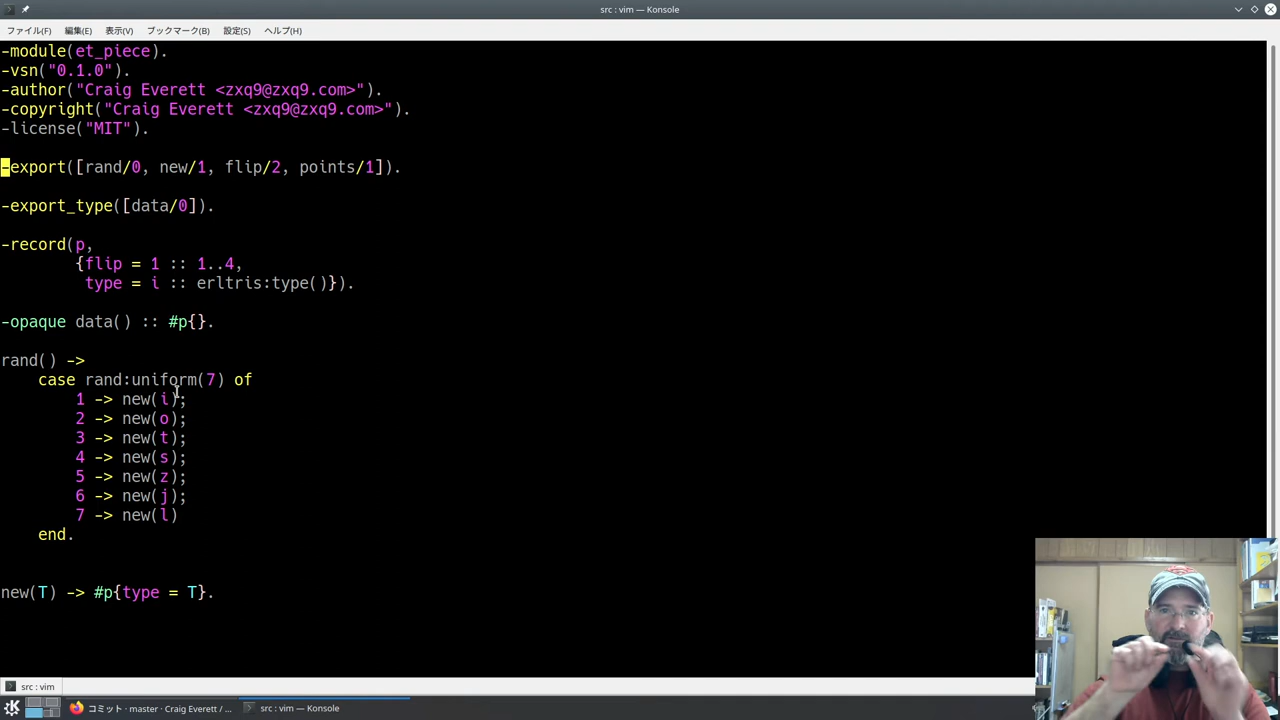 src : vim — Konsole
ファイル(F) 編集(E) 表示(V) ブックマーク(B) 設定(S) ヘルプ(H)
-module(et_piece).
-vsn("0.1.0").
-author("Craig Everett <zxq9@zxq9.com>").
-copyright("Craig Everett <zxq9@zxq9.com>").
-license("MIT").
-export([rand/0, new/1, flip/2, points/1]).
-export_type([data/0]).
-record(p,
        {flip = 1 :: 1..4,
         type = i :: erltris:type()}).
-opaque data() :: #p{}.
rand() ->
    case rand:uniform(7) of
        1 -> new(i);
        2 -> new(o);
        3 -> new(t);
        4 -> new(s);
        5 -> new(z);
        6 -> new(j);
        7 -> new(l)
    end.
new(T) -> #p{type = T}.
src : vim
コミット · master · Craig Everett / ... src : vim — Konsole